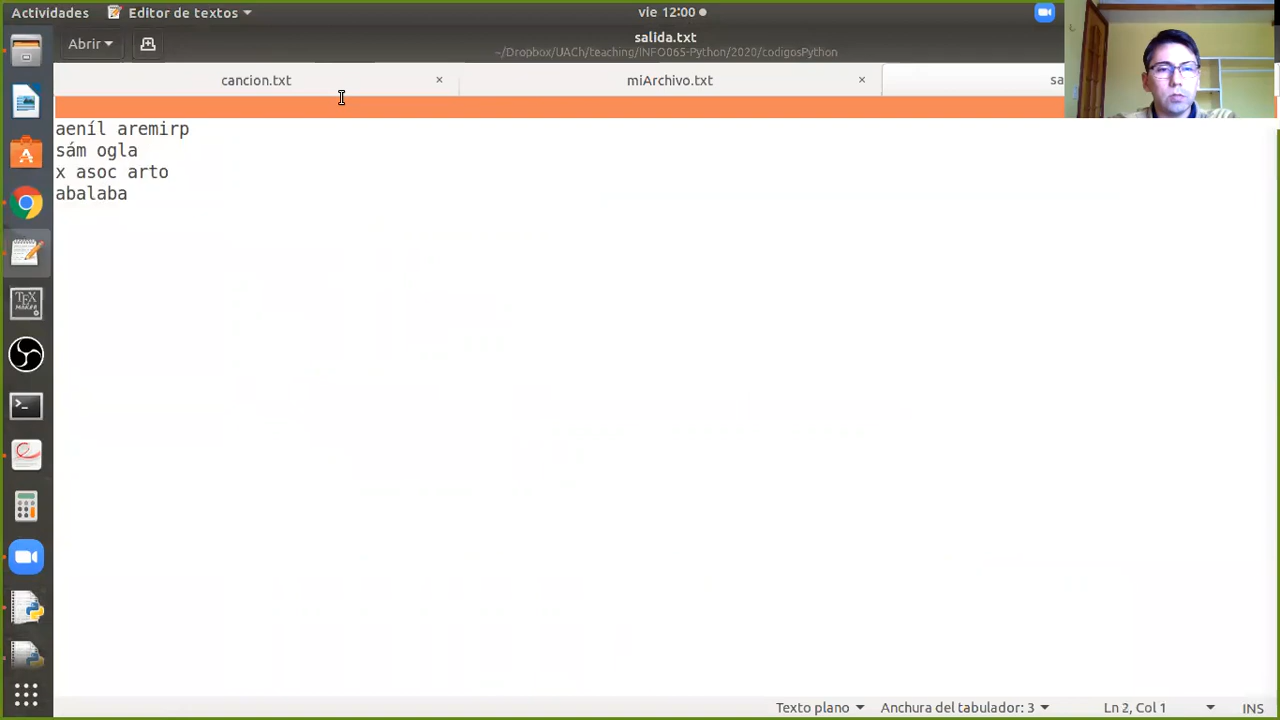 Actividades Editor de textos vie 12:00
Abrir salida.txt
~/Dropbox/UACh/teaching/INFO065-Python/2020/codigosPython
cancion.txt miArchivo.txt sa
aeníl aremirp
sám ogla
x asoc arto
abalaba
TEX
Texto plano Anchura del tabulador: 3 Ln 2, Col 1 INS